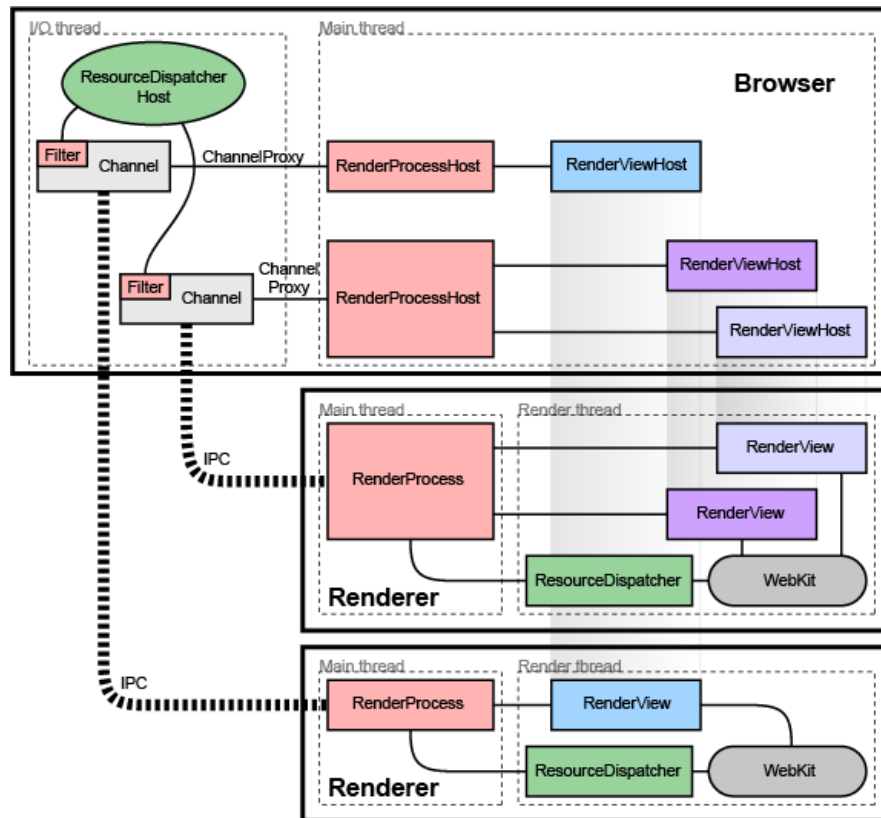 I/O thread
Main thread
ResourceDispatcher
Host
Browser
Filter
Channel
ChannelProxy
RenderProcessHost
RenderViewHost
Filter
Channel
Channel
Proxy
RenderProcessHost
RenderViewHost
RenderViewHost
Main thread
Render thread
IPC
RenderProcess
RenderView
RenderView
ResourceDispatcher
WebKit
Renderer
Main thread
Render thread
IPC
RenderProcess
RenderView
ResourceDispatcher
WebKit
Renderer